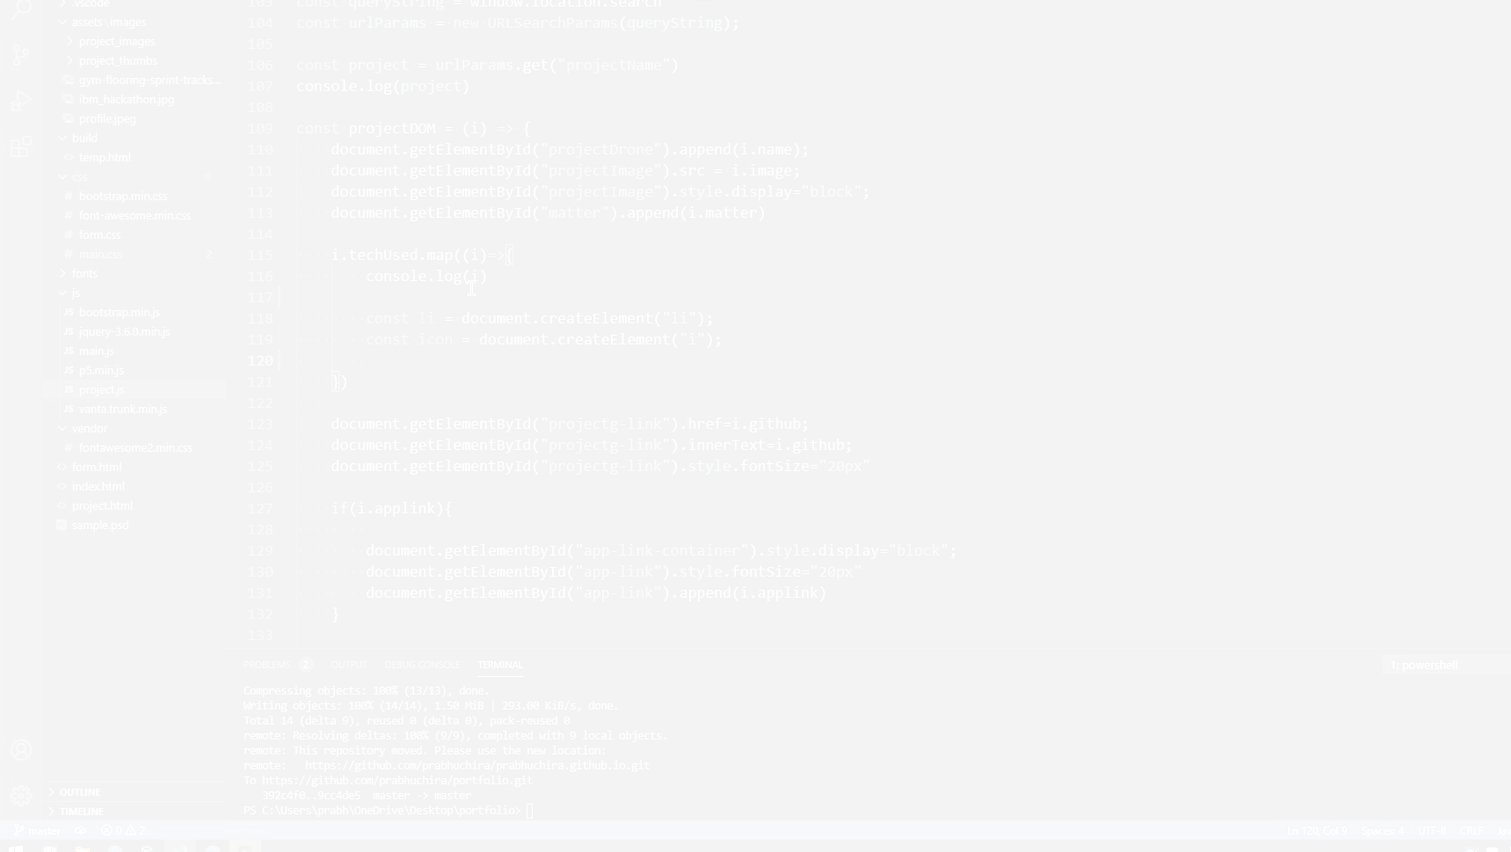 .vcode
assets \ images
project_images
project_thumbs
gym-flooring-sprint-tracks...
ibm_hackathon.jpg
profile.jpeg
build
temp.html
css
bootstrap.min.css
font-awesome.min.css
form.css
main.css
fonts
js
bootstrap.min.js
jquery-3.6.0.min.js
main.js
p5.min.js
project.js
vanta.trunk.min.js
vendor
fontawesome2.min.css
form.html
index.html
project.html
sample.psd
OUTLINE
TIMELINE
103 const queryString = window.location.search
104 const urlParams = new URLSearchParams(queryString);
105
106 const project = urlParams.get("projectName")
107 console.log(project)
108
109 const projectDOM = (i) => {
110 document.getElementById("projectDrone").append(i.name);
111 document.getElementById("projectImage").src = i.image;
112 document.getElementById("projectImage").style.display="block";
113 document.getElementById("matter").append(i.matter)
114
115 i.techUsed.map((i)=>{
116 console.log(i)
117
118 const li = document.createElement("li");
119 const icon = document.createElement("i");
120
121 })
122
123 document.getElementById("projectg-link").href=i.github;
124 document.getElementById("projectg-link").innerText=i.github;
125 document.getElementById("projectg-link").style.fontSize="20px"
126
127 if(i.applink){
128
129 document.getElementById("app-link-container").style.display="block";
130 document.getElementById("app-link").style.fontSize="20px"
131 document.getElementById("app-link").append(i.applink)
132 }
133
PROBLEMS 2 OUTPUT DEBUG CONSOLE TERMINAL 1: powershell
Compressing objects: 100% (13/13), done.
Writing objects: 100% (14/14), 1.50 MiB | 293.00 KiB/s, done.
Total 14 (delta 9), reused 0 (delta 0), pack-reused 0
remote: Resolving deltas: 100% (9/9), completed with 9 local objects.
remote: This repository moved. Please use the new location:
remote: https://github.com/prabhuchira/prabhuchira.github.io.git
To https://github.com/prabhuchira/portfolio.git
392c4f0..9cc4de5 master -> master
PS C:\Users\prabh\OneDrive\Desktop\portfolio>
master 0 2 Ln 120, Col 9 Spaces: 4 UTF-8 CRLF